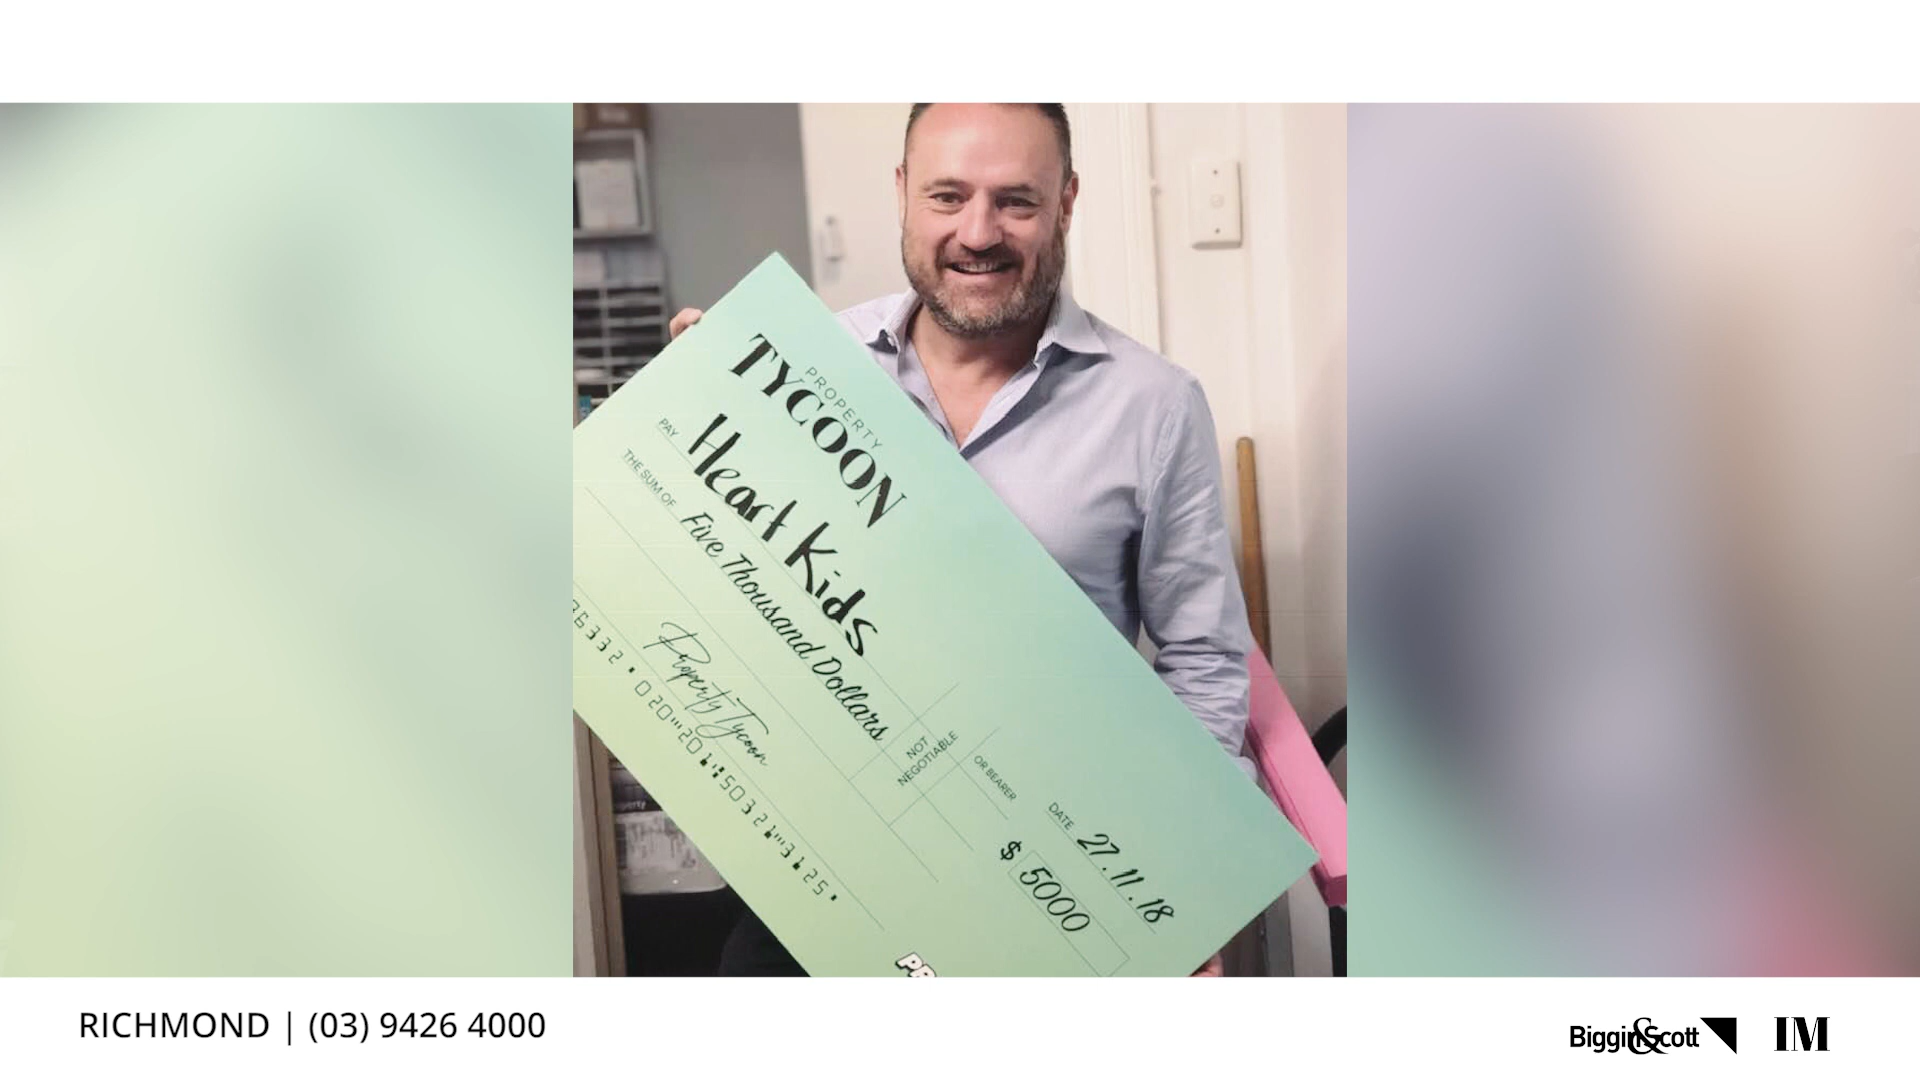 PROPERTY
TYCOON
PAY Heart Kids
THE SUM OF Five Thousand Dollars
NOT
NEGOTIABLE
OR BEARER
DATE 27.11.18
$ 5000
Property Tycoon
RICHMOND | (03) 9426 4000
Biggin & Scott
IM